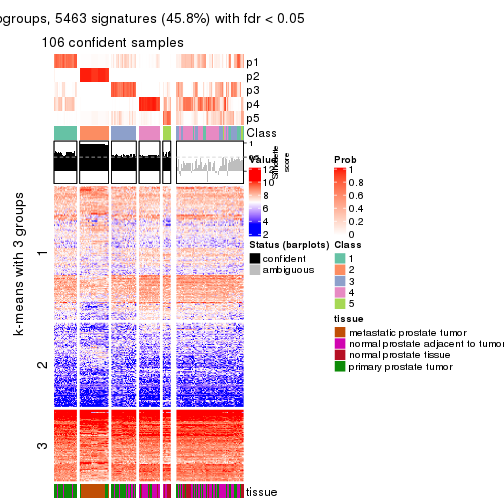 ogroups, 5463 signatures (45.8%) with fdr < 0.05
106 confident samples
p1
p2
p3
p4
p5
Class
1
Silhouette
score
Value
12
10
8
6
4
2
Prob
1
0.8
0.6
0.4
0.2
0
Status (barplots)
confident
ambiguous
Class
1
2
3
4
5
tissue
metastatic prostate tumor
normal prostate adjacent to tumor
normal prostate tissue
primary prostate tumor
k-means with 3 groups
1
2
3
tissue